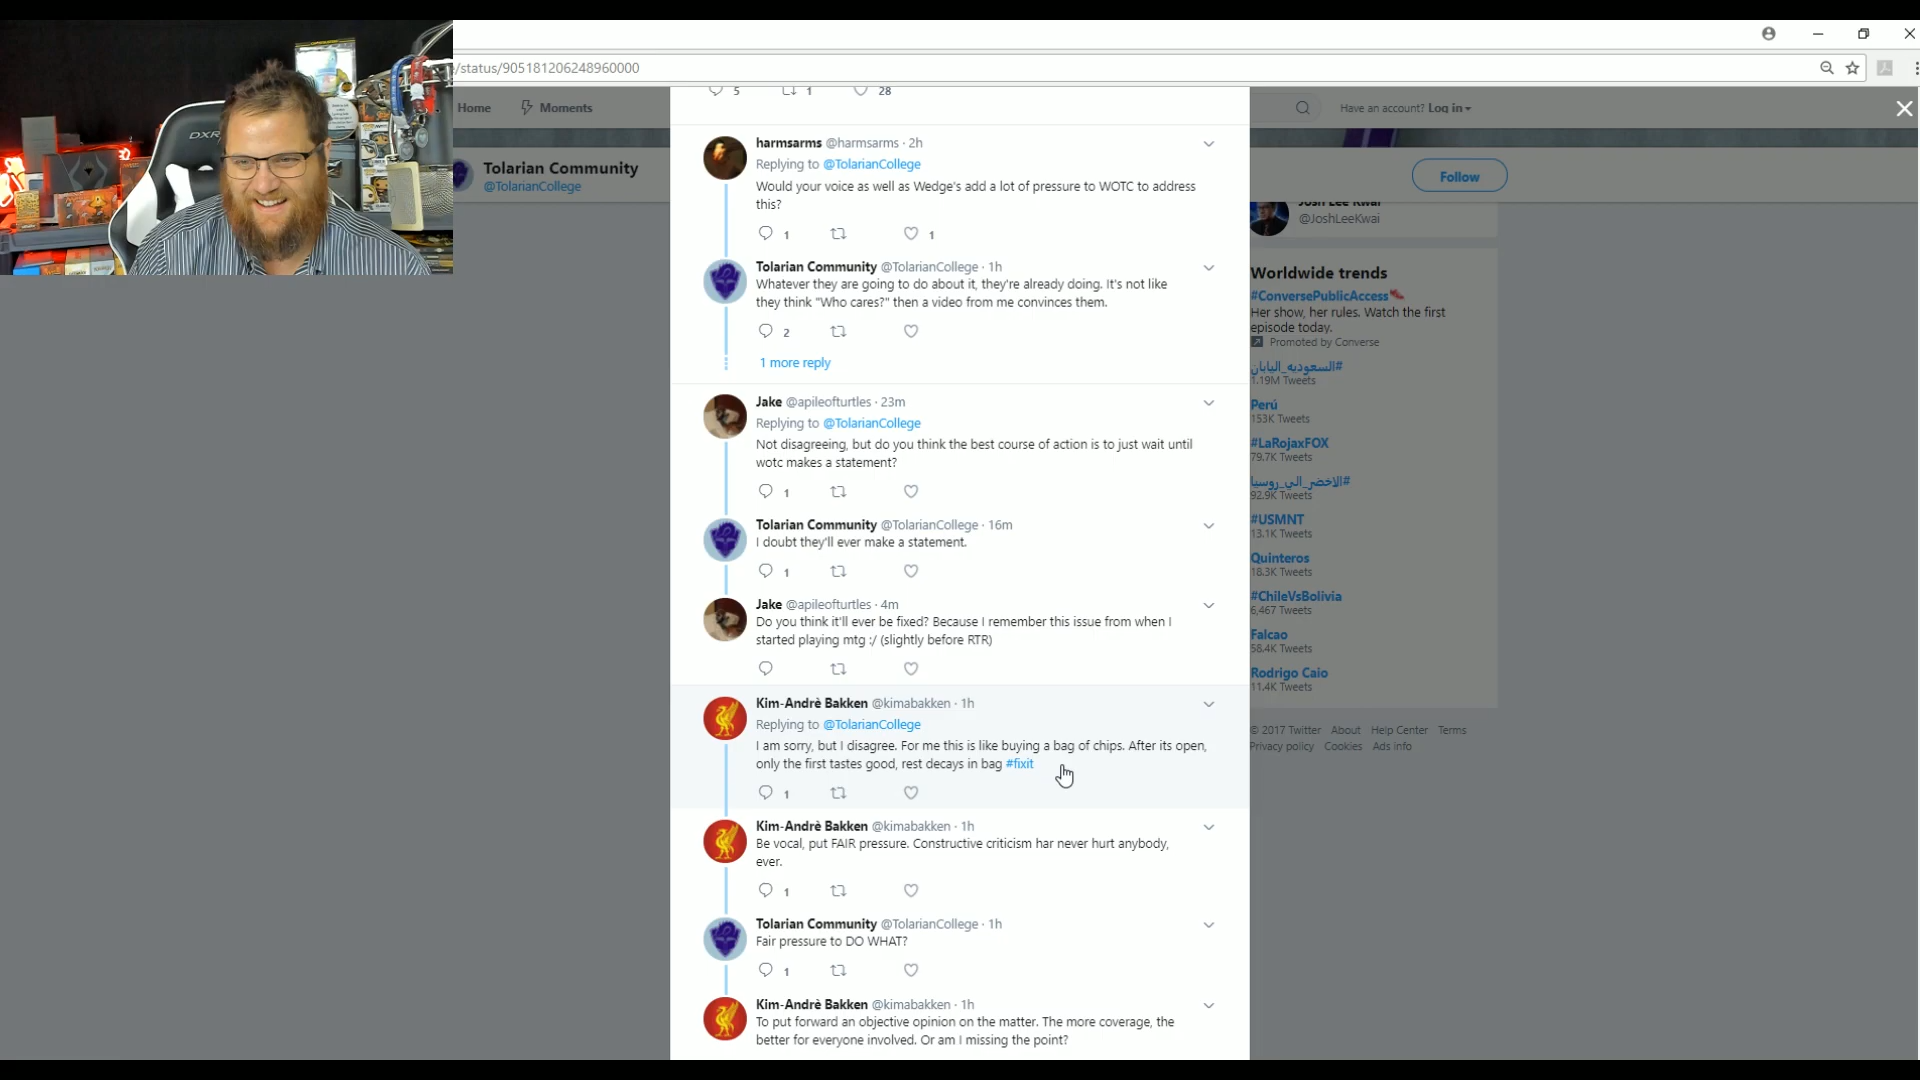 /status/905181206248960000
Home
Moments
Have an account? Log in
Tolarian Community
@TolarianCollege
Follow
5 1 28
harmsarms @harmsarms · 2h
Replying to @TolarianCollege
Would your voice as well as Wedge's add a lot of pressure to WOTC to address
this?
1 1
Tolarian Community @TolarianCollege · 1h
Whatever they are going to do about it, they're already doing. It's not like
they think "Who cares?" then a video from me convinces them.
2
1 more reply
Jake @apileofturtles · 23m
Replying to @TolarianCollege
Not disagreeing, but do you think the best course of action is to just wait until
wotc makes a statement?
1
Tolarian Community @TolarianCollege · 16m
I doubt they'll ever make a statement.
1
Jake @apileofturtles · 4m
Do you think it'll ever be fixed? Because I remember this issue from when I
started playing mtg :/ (slightly before RTR)
Kim-Andrè Bakken @kimabakken · 1h
Replying to @TolarianCollege
I am sorry, but I disagree. For me this is like buying a bag of chips. After its open,
only the first tastes good, rest decays in bag #fixit
1
Kim-Andrè Bakken @kimabakken · 1h
Be vocal, put FAIR pressure. Constructive criticism har never hurt anybody,
ever.
1
Tolarian Community @TolarianCollege · 1h
Fair pressure to DO WHAT?
1
Kim-Andrè Bakken @kimabakken · 1h
To put forward an objective opinion on the matter. The more coverage, the
better for everyone involved. Or am I missing the point?
Josh Lee Kwai
@JoshLeeKwai
Worldwide trends
#ConversePublicAccess
Her show, her rules. Watch the first
episode today.
Promoted by Converse
#السعوديه_اليابان
1.19M Tweets
Perú
153K Tweets
#LaRojaxFOX
79.7K Tweets
#الاخضر_الي_روسيا
92.9K Tweets
#USMNT
13.1K Tweets
Quinteros
18.3K Tweets
#ChileVsBolivia
6,467 Tweets
Falcao
58.4K Tweets
Rodrigo Caio
11.4K Tweets
© 2017 Twitter About Help Center Terms
Privacy policy Cookies Ads info
DXR